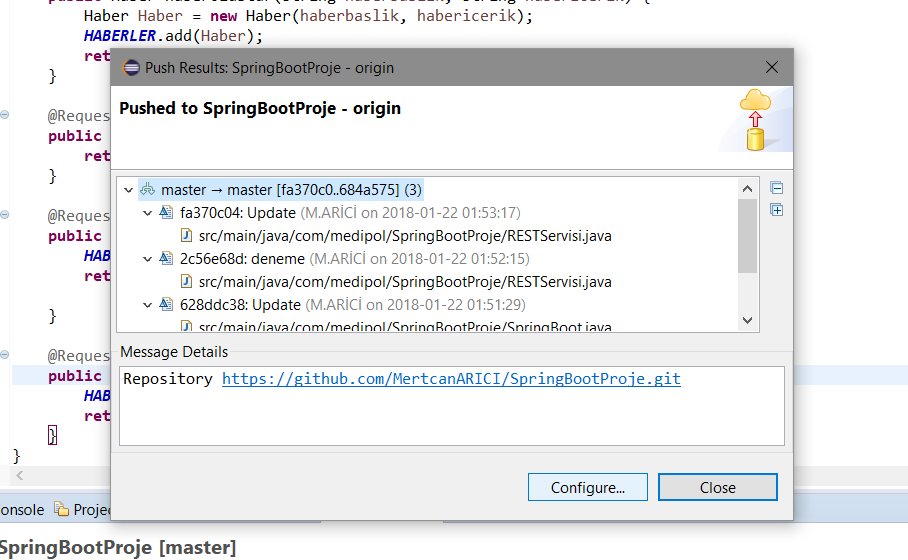 Haber Haber = new Haber(haberbaslik, habericerik);
HABERLER.add(Haber);
ret
}
@Reques
public
ret
}
@Reques
public
HAB
ret
}
@Reques
public
HAB
ret
}
}
Push Results: SpringBootProje - origin
Pushed to SpringBootProje - origin
master → master [fa370c0..684a575] (3)
fa370c04: Update (M.ARİCİ on 2018-01-22 01:53:17)
src/main/java/com/medipol/SpringBootProje/RESTServisi.java
2c56e68d: deneme (M.ARİCİ on 2018-01-22 01:52:15)
src/main/java/com/medipol/SpringBootProje/RESTServisi.java
628ddc38: Update (M.ARİCİ on 2018-01-22 01:51:29)
src/main/java/com/medipol/SpringBootProje/SpringBoot.java
Message Details
Repository https://github.com/MertcanARICI/SpringBootProje.git
Configure... Close
onsole Projec
SpringBootProje [master]